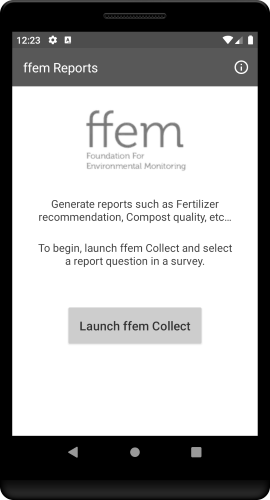 12:23
ffem Reports
ffem
Foundation For
Environmental Monitoring
Generate reports such as Fertilizer
recommendation, Compost quality, etc...
To begin, launch ffem Collect and select
a report question in a survey.
Launch ffem Collect